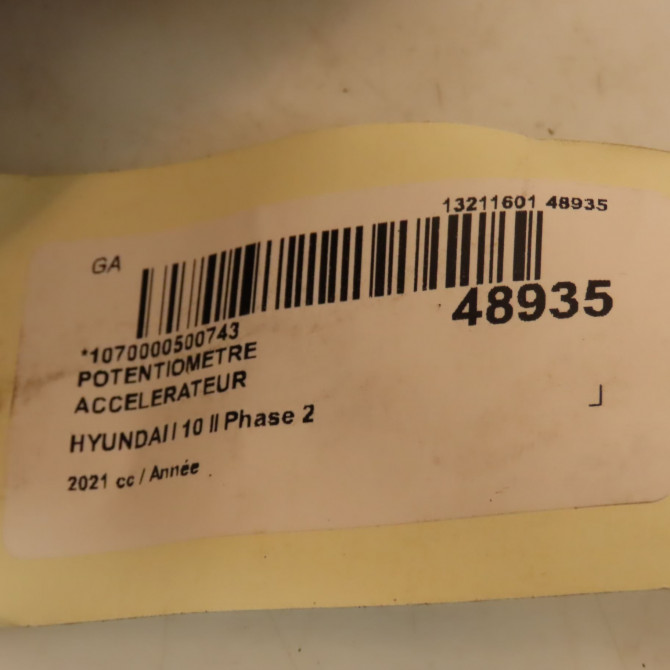 13211601 48935
GA
48935
*1070000500743
POTENTIOMETRE
ACCELERATEUR
HYUNDAI I 10 II Phase 2
2021 cc / Année